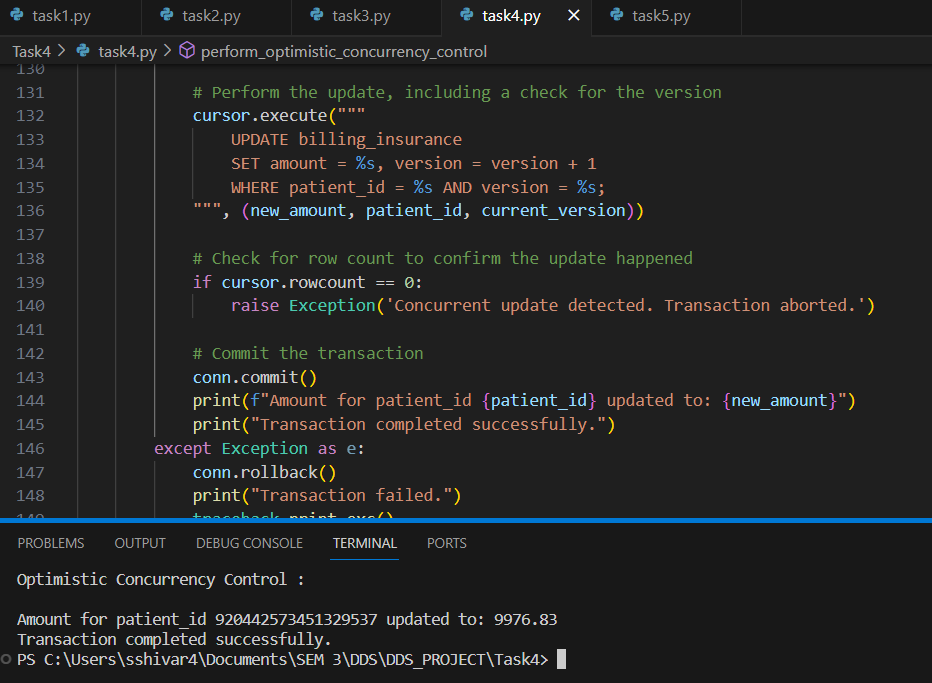 task1.py task2.py task3.py task4.py task5.py
Task4 > task4.py > perform_optimistic_concurrency_control
130
131 # Perform the update, including a check for the version
132 cursor.execute("""
133 UPDATE billing_insurance
134 SET amount = %s, version = version + 1
135 WHERE patient_id = %s AND version = %s;
136 """, (new_amount, patient_id, current_version))
137
138 # Check for row count to confirm the update happened
139 if cursor.rowcount == 0:
140 raise Exception('Concurrent update detected. Transaction aborted.')
141
142 # Commit the transaction
143 conn.commit()
144 print(f"Amount for patient_id {patient_id} updated to: {new_amount}")
145 print("Transaction completed successfully.")
146 except Exception as e:
147 conn.rollback()
148 print("Transaction failed.")
149 traceback.print_exc()
PROBLEMS OUTPUT DEBUG CONSOLE TERMINAL PORTS
Optimistic Concurrency Control :
Amount for patient_id 920442573451329537 updated to: 9976.83
Transaction completed successfully.
PS C:\Users\sshivar4\Documents\SEM 3\DDS\DDS_PROJECT\Task4>